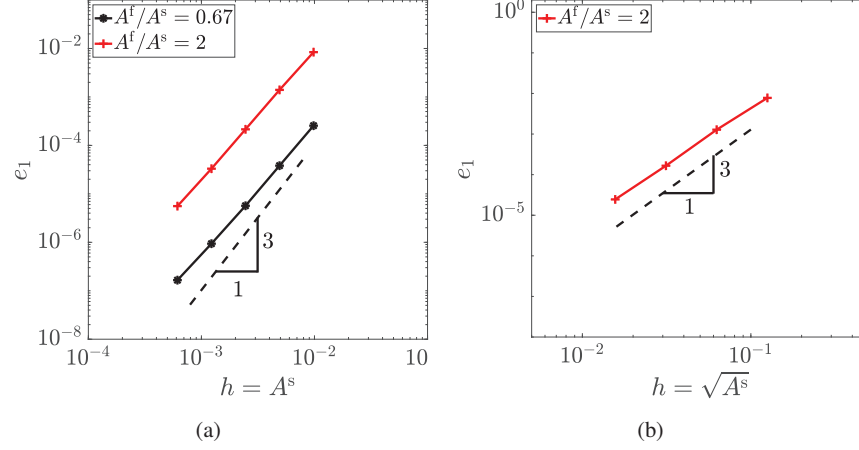 A^f/A^s = 0.67
A^f/A^s = 2
10^-2
10^-4
10^-6
10^-8
e_1
3
1
10^-4
10^-3
10^-2
10
h = A^s
(a)
A^f/A^s = 2
10^0
10^-5
e_1
3
1
10^-2
10^-1
h = √A^s
(b)